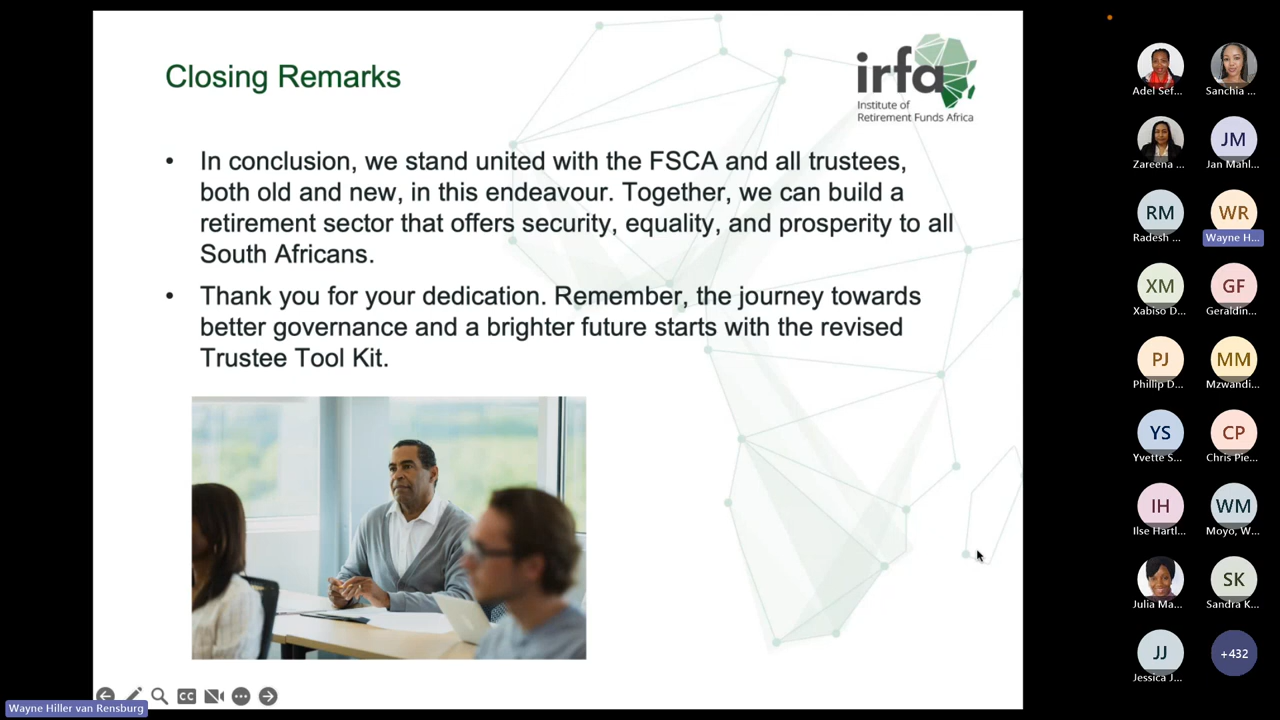 Closing Remarks
irfa
Institute of
Retirement Funds Africa
• In conclusion, we stand united with the FSCA and all trustees,
both old and new, in this endeavour. Together, we can build a
retirement sector that offers security, equality, and prosperity to all
South Africans.
• Thank you for your dedication. Remember, the journey towards
better governance and a brighter future starts with the revised
Trustee Tool Kit.
CC
Wayne Hiller van Rensburg
Adel Sef...
Sanchia ...
Zareena ...
JM
Jan Mahl...
RM
Radesh ...
WR
Wayne H...
XM
Xabiso D...
GF
Geraldin...
PJ
Phillip D...
MM
Mzwandi...
YS
Yvette S...
CP
Chris Pie...
IH
Ilse Hartl...
WM
Moyo, W...
Julia Ma...
SK
Sandra K...
JJ
Jessica J...
+432